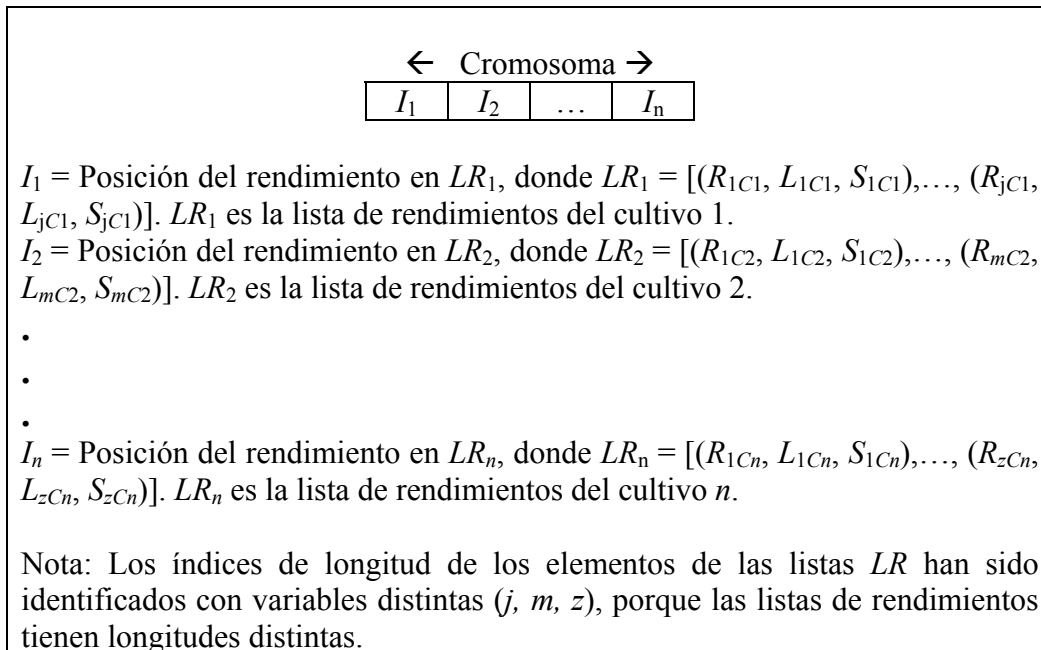 ← Cromosoma →
I1 I2 … In
I1 = Posición del rendimiento en LR1, donde LR1 = [(R1C1, L1C1, S1C1),…, (RjC1,
LjC1, SjC1)]. LR1 es la lista de rendimientos del cultivo 1.
I2 = Posición del rendimiento en LR2, donde LR2 = [(R1C2, L1C2, S1C2),…, (RmC2,
LmC2, SmC2)]. LR2 es la lista de rendimientos del cultivo 2.
.
.
.
In = Posición del rendimiento en LRn, donde LRn = [(R1Cn, L1Cn, S1Cn),…, (RzCn,
LzCn, SzCn)]. LRn es la lista de rendimientos del cultivo n.
Nota: Los índices de longitud de los elementos de las listas LR han sido
identificados con variables distintas (j, m, z), porque las listas de rendimientos
tienen longitudes distintas.